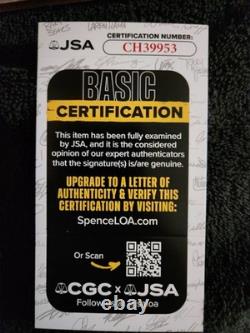 JSA
CERTIFICATION NUMBER:
CH39953
BASIC
CERTIFICATION
This item has been fully examined
by JSA, and it is the considered
opinion of our expert authenticators
that the signature(s) is/are genuine.
UPGRADE TO A LETTER OF
AUTHENTICITY & VERIFY THIS
CERTIFICATION BY VISITING:
SpenceLOA.com
Or Scan
CGC x JSA